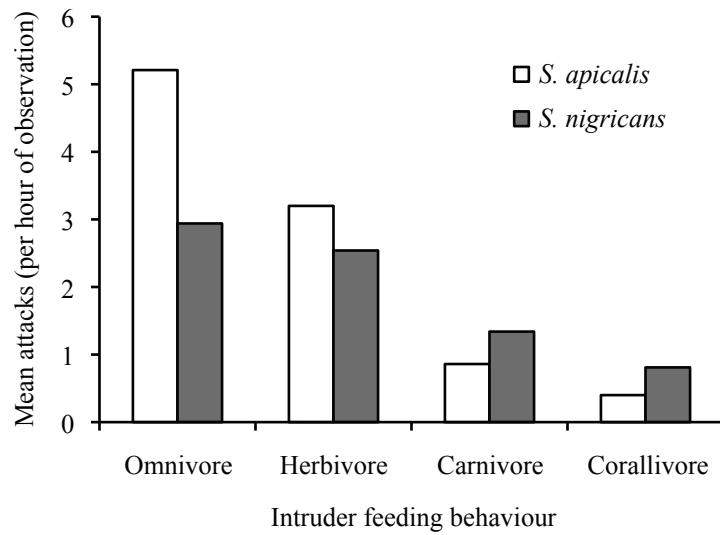 Mean attacks (per hour of observation)
6
5
4
3
2
1
0
S. apicalis
S. nigricans
Omnivore Herbivore Carnivore Corallivore
Intruder feeding behaviour